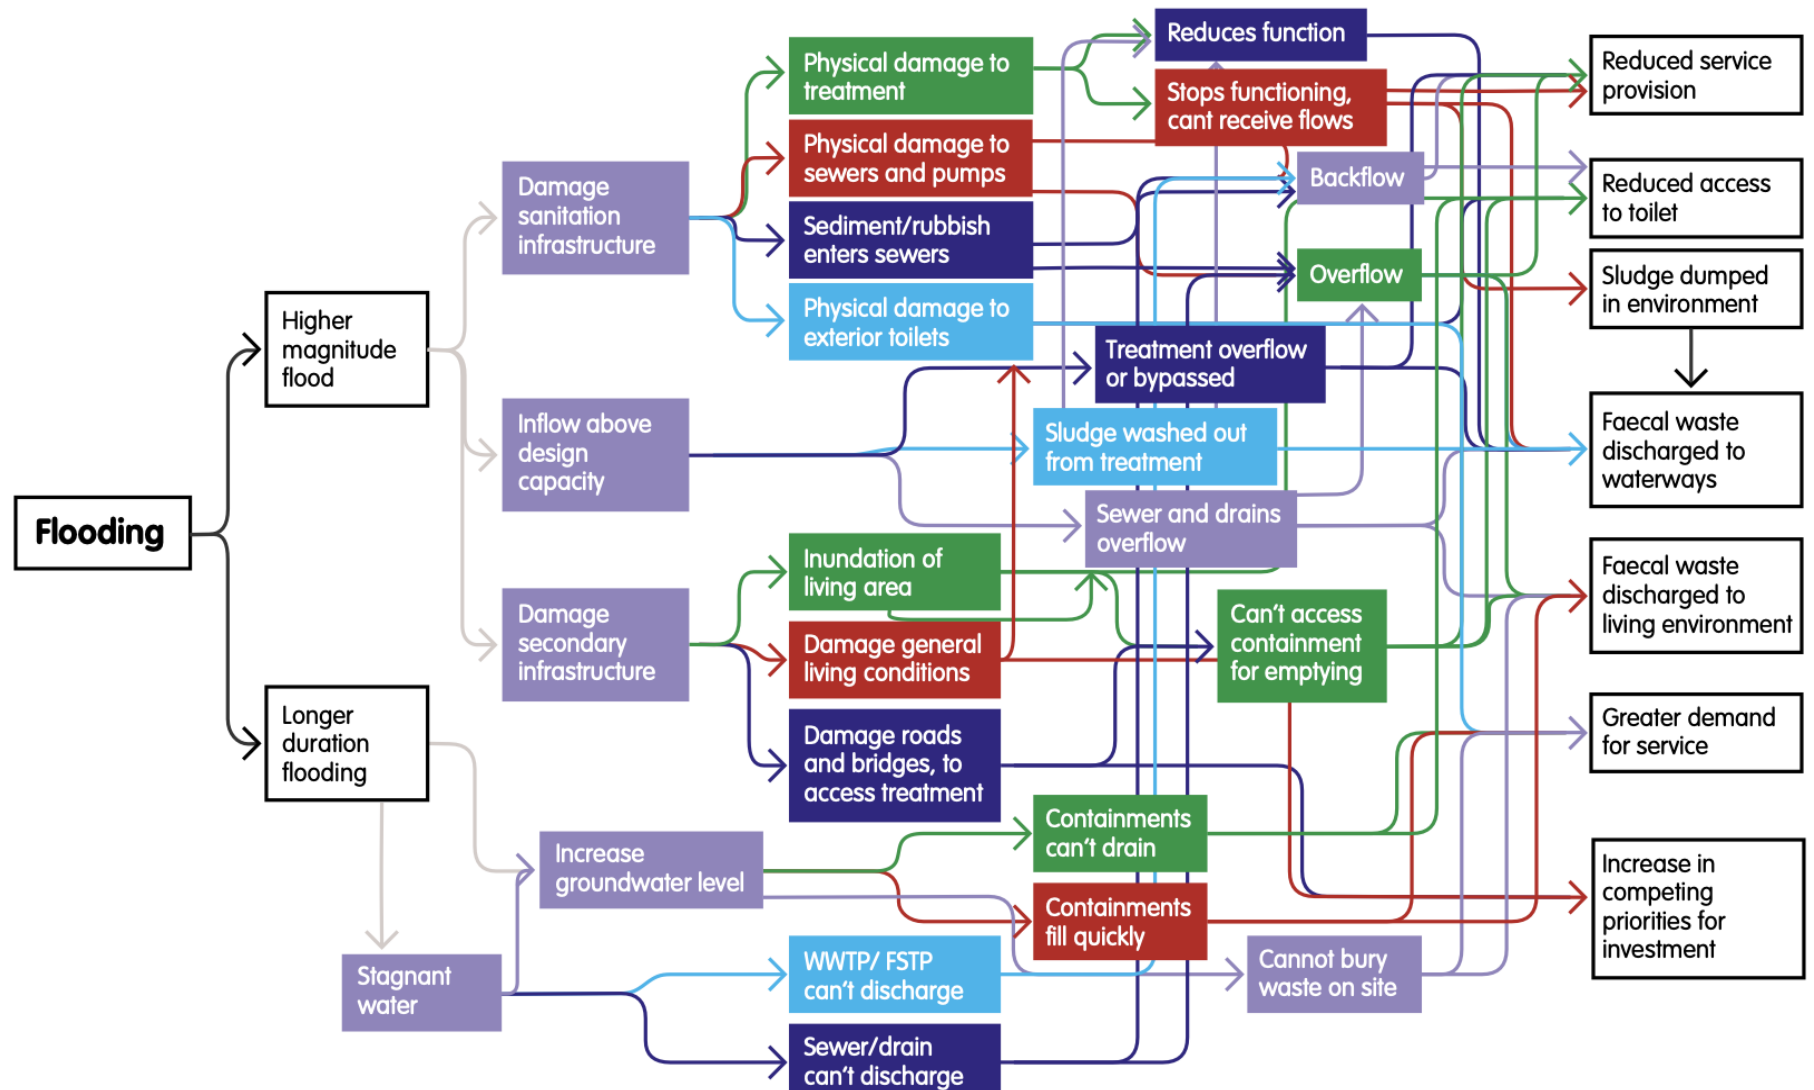 Flooding
Higher
magnitude
flood
Longer
duration
flooding
Stagnant
water
Damage
sanitation
infrastructure
Inflow above
design
capacity
Damage
secondary
infrastructure
Increase
groundwater level
Physical damage to
treatment
Physical damage to
sewers and pumps
Sediment/rubbish
enters sewers
Physical damage to
exterior toilets
Inundation of
living area
Damage general
living conditions
Damage roads
and bridges, to
access treatment
WWTP/ FSTP
can't discharge
Sewer/drain
can't discharge
Reduces function
Stops functioning,
cant receive flows
Backflow
Overflow
Treatment overflow
or bypassed
Sludge washed out
from treatment
Sewer and drains
overflow
Can't access
containment
for emptying
Containments
can't drain
Containments
fill quickly
Cannot bury
waste on site
Reduced service
provision
Reduced access
to toilet
Sludge dumped
in environment
Faecal waste
discharged to
waterways
Faecal waste
discharged to
living environment
Greater demand
for service
Increase in
competing
priorities for
investment